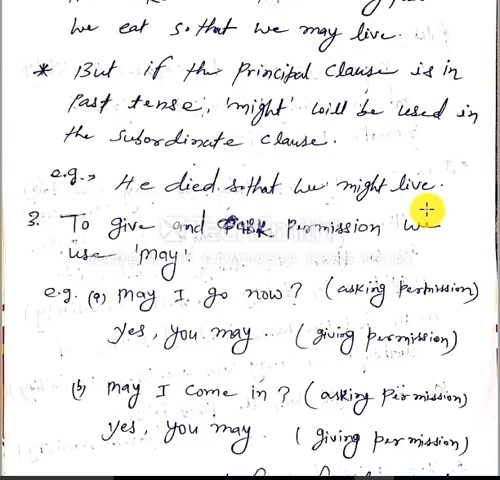 we eat so that we may live.
* But if the Principal clause is in
Past tense, 'might' will be used in
the subordinate clause.
e.g.→ He died so that we might live.
3. To give and ask permission we
use 'may'
e.g. (a) may I go now? (asking permission)
yes, you may. (giving permission)
(b) may I come in? (asking permission)
yes, you may. (giving permission)